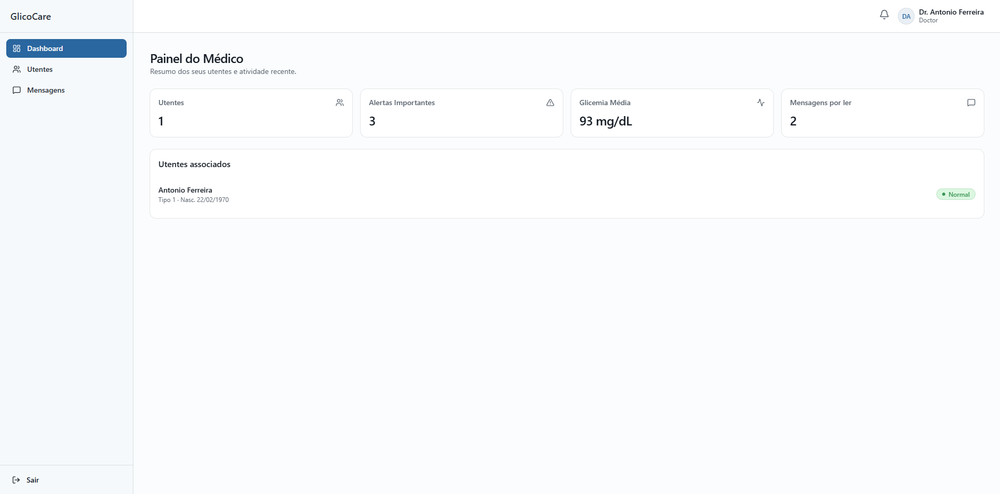 GlicoCare
DA
Dr. Antonio Ferreira
Doctor
Dashboard
Utentes
Mensagens
Painel do Médico
Resumo dos seus utentes e atividade recente.
Utentes
1
Alertas Importantes
3
Glicemia Média
93 mg/dL
Mensagens por ler
2
Utentes associados
Antonio Ferreira
Tipo 1 · Nasc. 22/02/1970
Normal
Sair